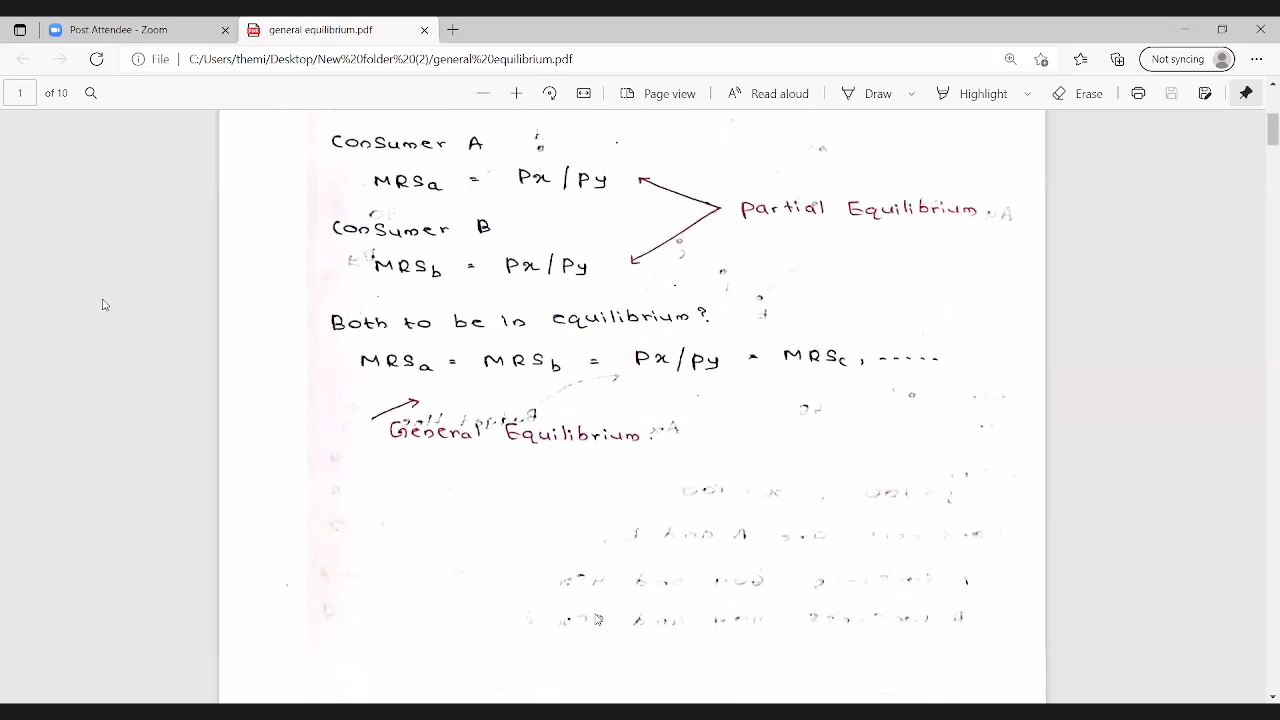 Post Attendee - Zoom
general equilibrium.pdf
File C:/Users/themi/Desktop/New%20folder%20(2)/general%20equilibrium.pdf
Not syncing
1 of 10
Page view
Read aloud
Draw
Highlight
Erase
Consumer A
MRSa = Px/Py
Partial Equilibrium
Consumer B
MRSb = Px/Py
Both to be in equilibrium?
MRSa = MRSb = Px/Py = MRSc, .....
General Equilibrium.